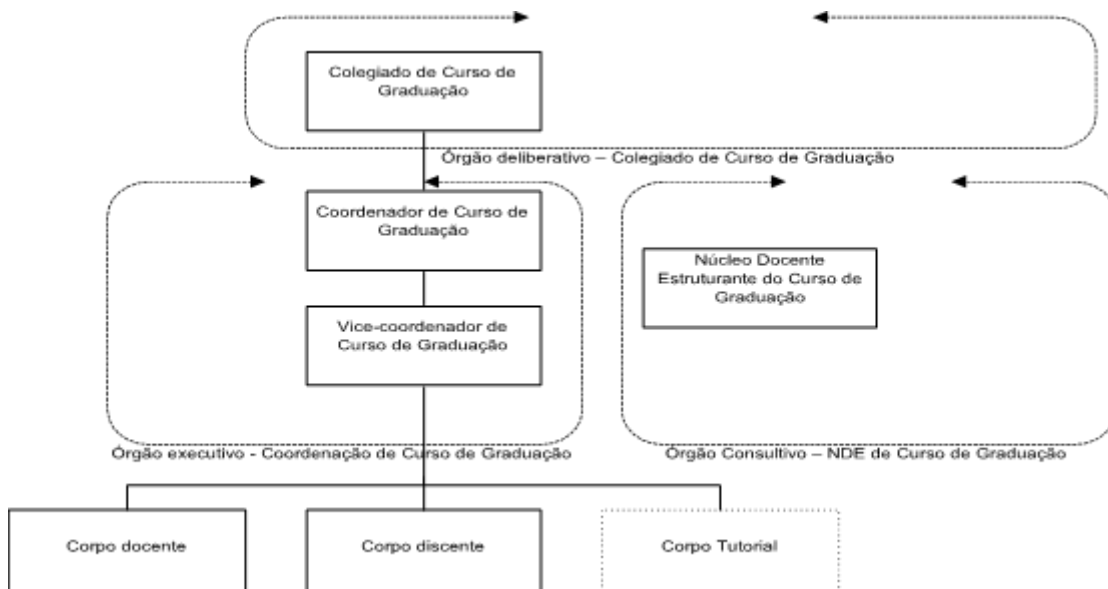 Colegiado de Curso de
Graduação
Órgão deliberativo – Colegiado de Curso de Graduação
Coordenador de Curso de
Graduação
Núcleo Docente
Estruturante do Curso de
Graduação
Vice-coordenador de
Curso de Graduação
Órgão executivo - Coordenação de Curso de Graduação
Órgão Consultivo – NDE de Curso de Graduação
Corpo docente
Corpo discente
Corpo Tutorial